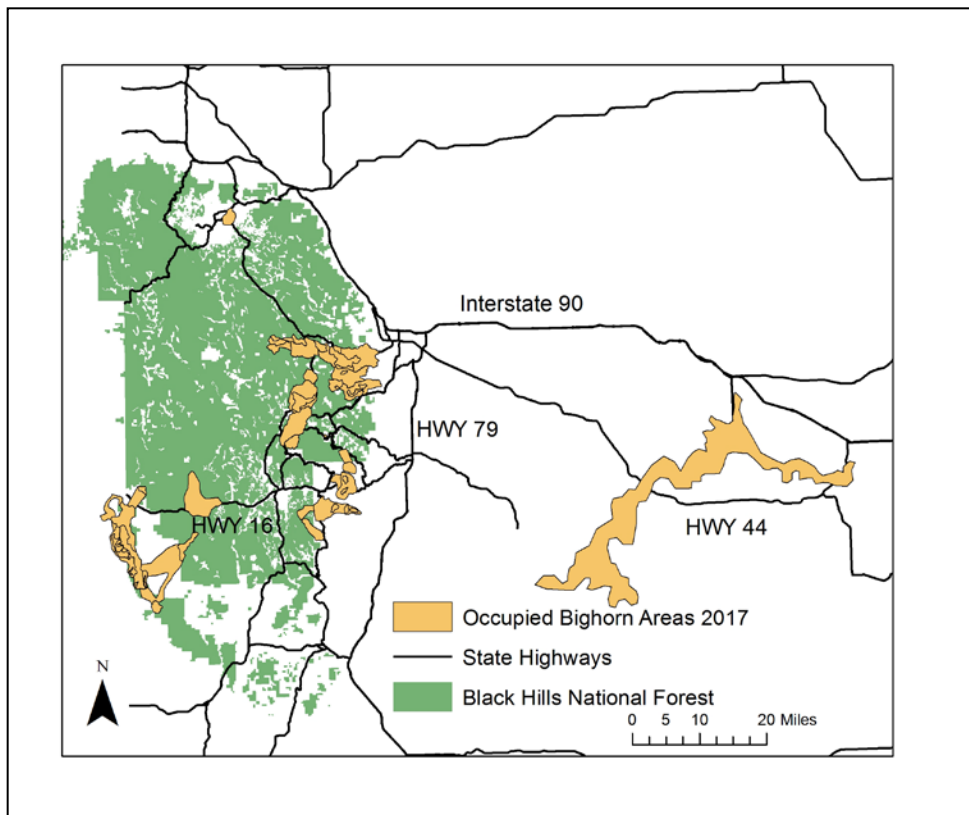 Interstate 90
HWY 79
HWY 16
HWY 44
Occupied Bighorn Areas 2017
State Highways
Black Hills National Forest
N
0 5 10 20 Miles